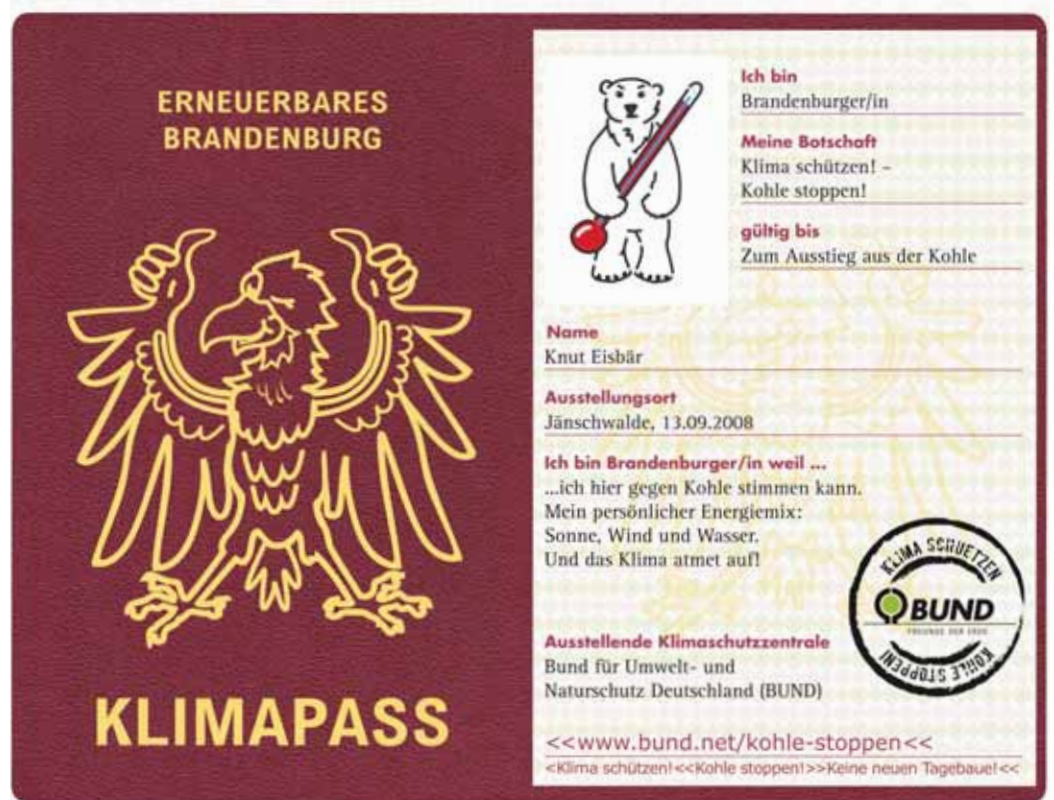 ERNEUERBARES
BRANDENBURG
KLIMAPASS
Ich bin
Brandenburger/in
Meine Botschaft
Klima schützen! –
Kohle stoppen!
gültig bis
Zum Ausstieg aus der Kohle
Name
Knut Eisbär
Ausstellungsort
Jänschwalde, 13.09.2008
Ich bin Brandenburger/in weil ...
...ich hier gegen Kohle stimmen kann.
Mein persönlicher Energiemix:
Sonne, Wind und Wasser.
Und das Klima atmet auf!
KLIMA SCHUETZEN
BUND
FREUNDE DER ERDE
KOHLE STOPPEN!
Ausstellende Klimaschutzzentrale
Bund für Umwelt- und
Naturschutz Deutschland (BUND)
<<www.bund.net/kohle-stoppen<<
<Klima schützen!<<Kohle stoppen!>>Keine neuen Tagebaue!<<